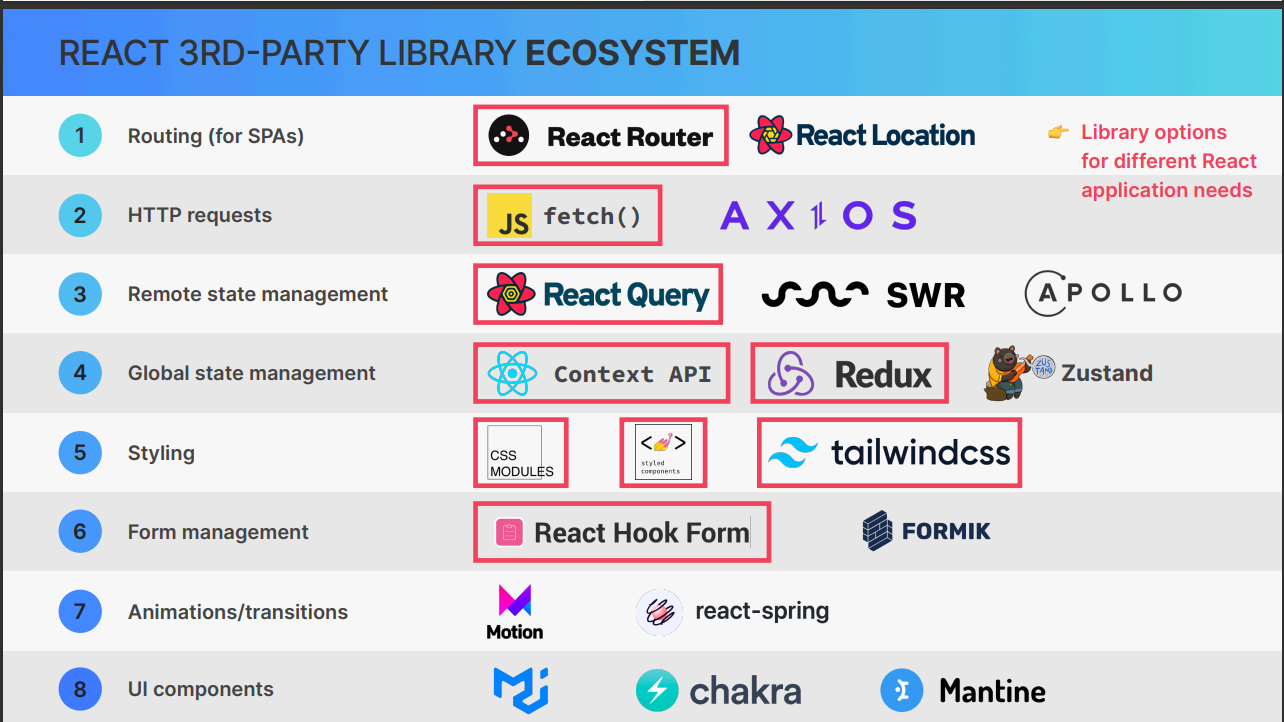 REACT 3RD-PARTY LIBRARY ECOSYSTEM
1 Routing (for SPAs) React Router React Location
👉 Library options
for different React
application needs
2 HTTP requests JS fetch() AXIOS
3 Remote state management React Query SWR APOLLO
4 Global state management Context API Redux ZUS TAND Zustand
5 Styling CSS MODULES <💅> styled components tailwindcss
6 Form management React Hook Form FORMIK
7 Animations/transitions Motion react-spring
8 UI components chakra Mantine